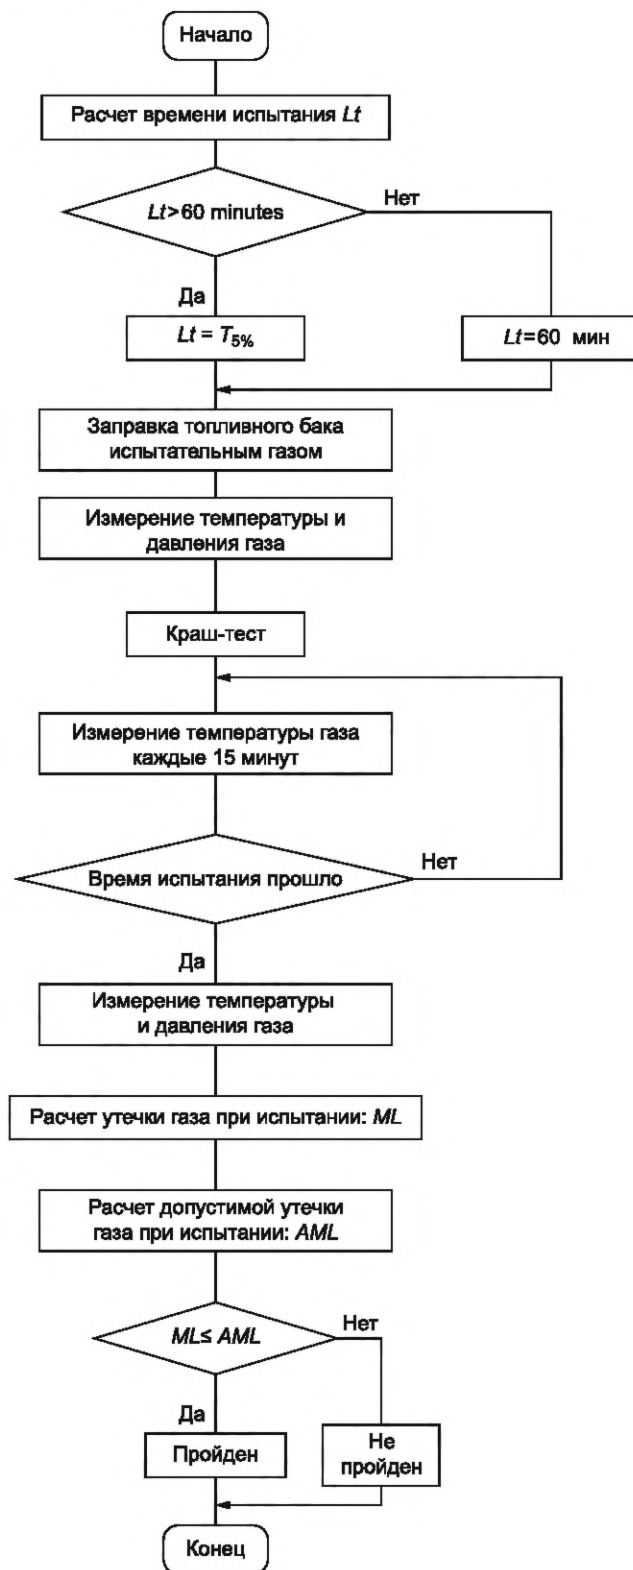 Начало
Расчет времени испытания Lt
Lt>60 minutes
Нет
Да
Lt = T5%
Lt=60 мин
Заправка топливного бака
испытательным газом
Измерение температуры и
давления газа
Краш-тест
Измерение температуры газа
каждые 15 минут
Время испытания прошло
Нет
Да
Измерение температуры
и давления газа
Расчет утечки газа при испытании: ML
Расчет допустимой утечки
газа при испытании: AML
ML≤ AML
Нет
Да
Пройден
Не
пройден
Конец